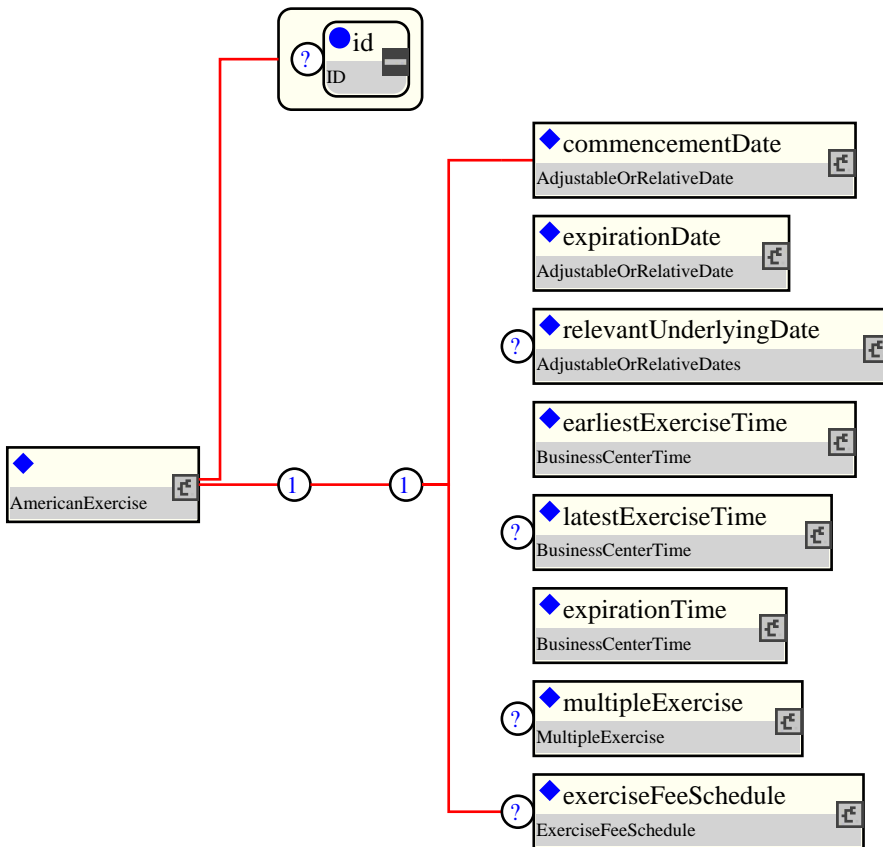 ? id
ID
commencementDate
AdjustableOrRelativeDate
expirationDate
AdjustableOrRelativeDate
? relevantUnderlyingDate
AdjustableOrRelativeDates
earliestExerciseTime
BusinessCenterTime
AmericanExercise
1 1
? latestExerciseTime
BusinessCenterTime
expirationTime
BusinessCenterTime
? multipleExercise
MultipleExercise
? exerciseFeeSchedule
ExerciseFeeSchedule